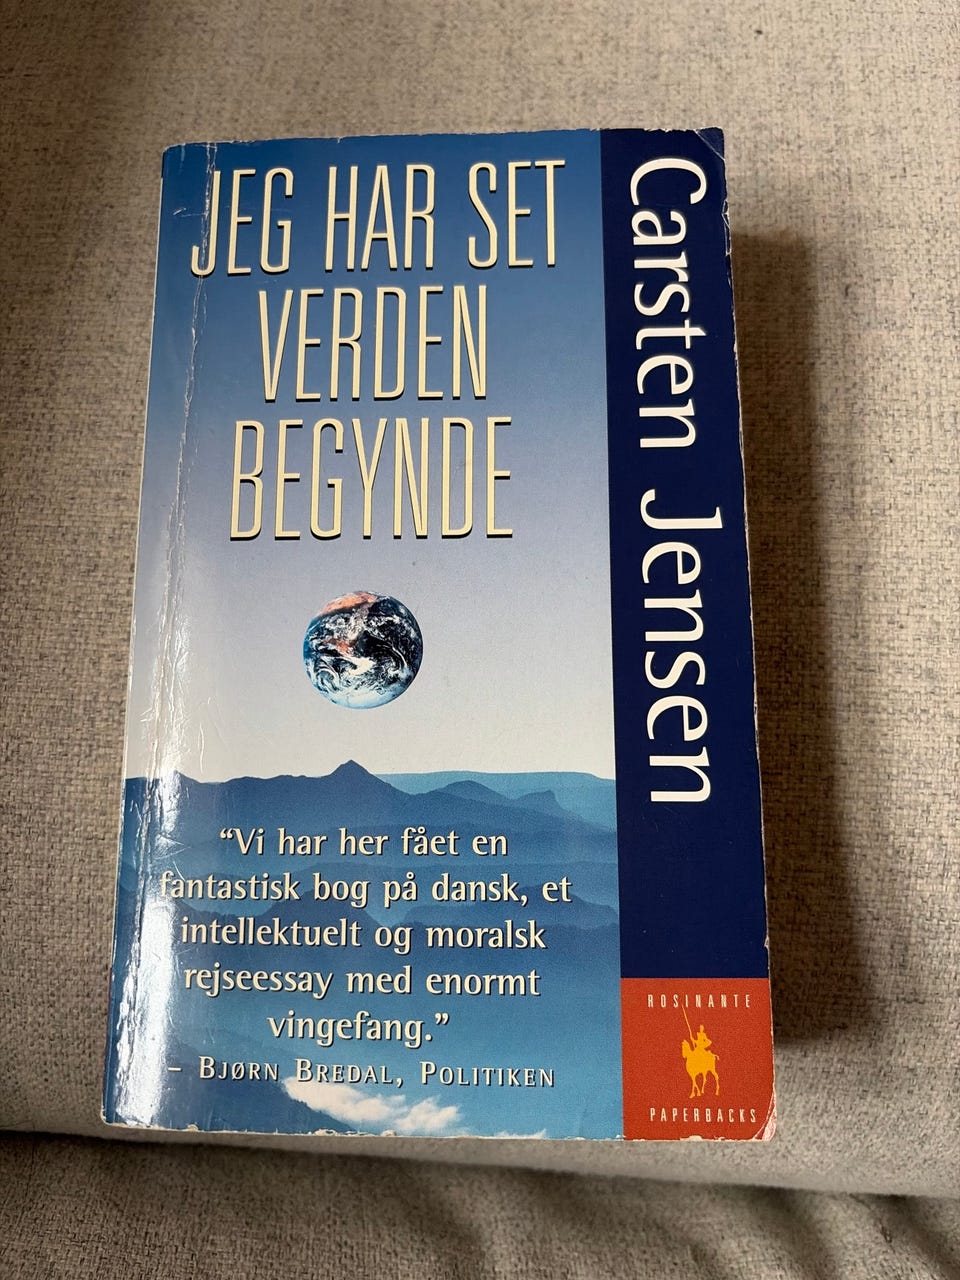 JEG HAR SET
VERDEN
BEGYNDE
Carsten Jensen
“Vi har her fået en
fantastisk bog på dansk, et
intellektuelt og moralsk
rejseessay med enormt
vingefang.”
– BJØRN BREDAL, POLITIKEN
ROSINANTE
PAPERBACKS